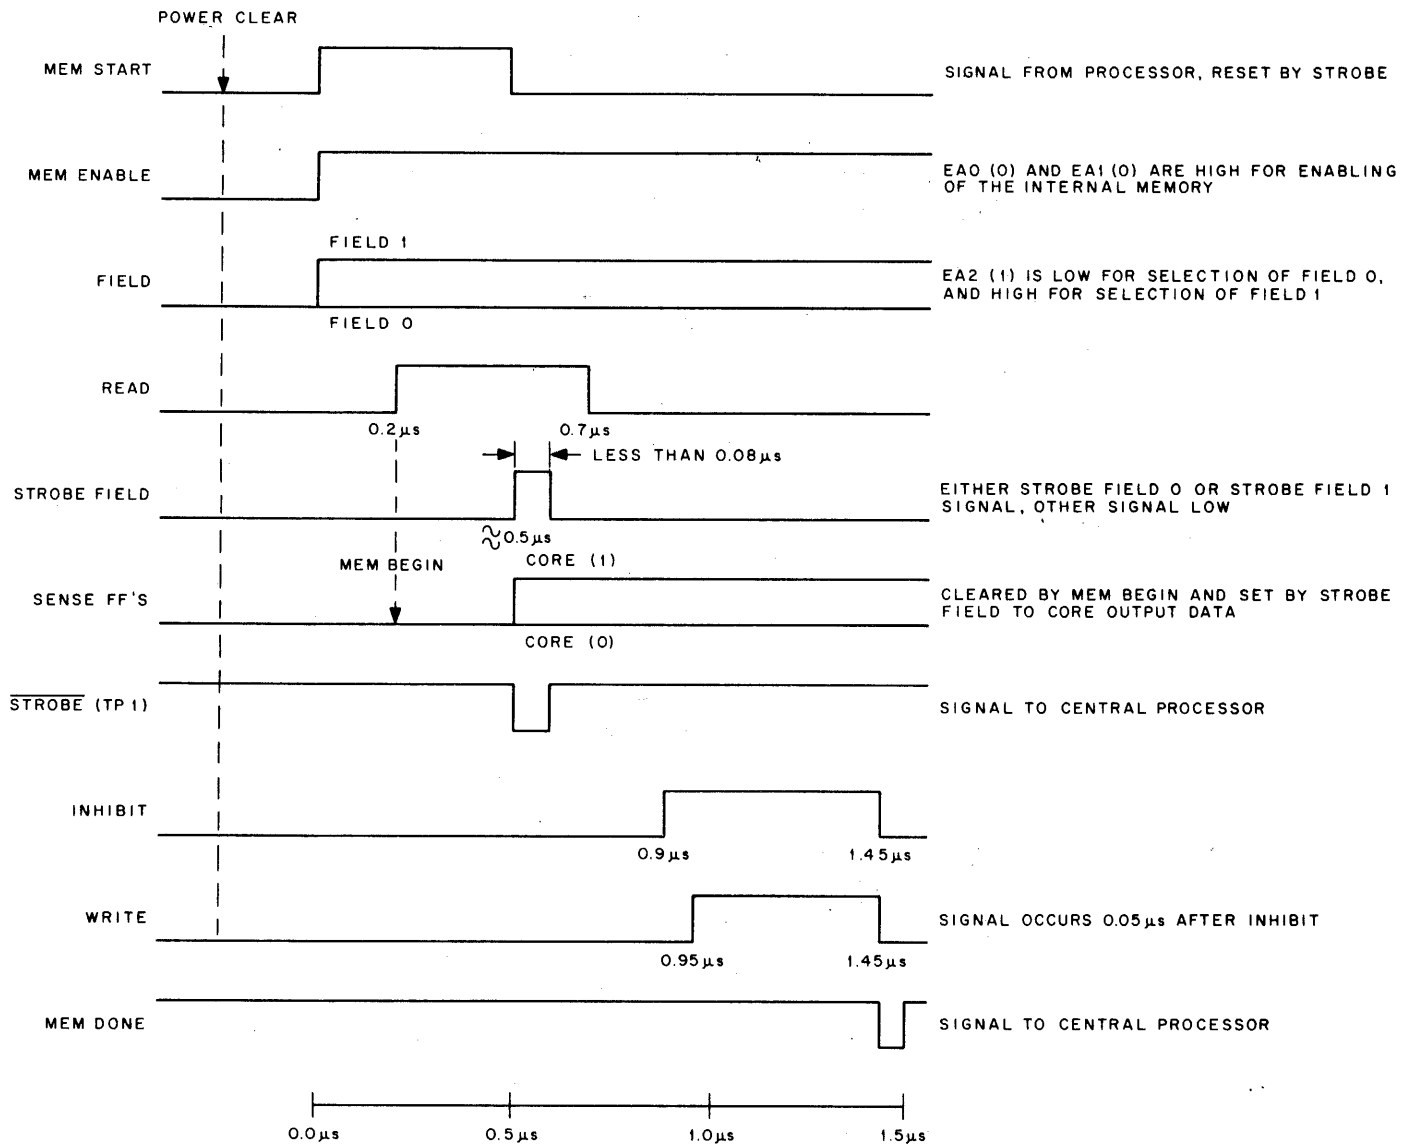 POWER CLEAR
MEM START
SIGNAL FROM PROCESSOR, RESET BY STROBE
MEM ENABLE
EA0 (0) AND EA1 (0) ARE HIGH FOR ENABLING
OF THE INTERNAL MEMORY
FIELD 1
FIELD
EA2 (1) IS LOW FOR SELECTION OF FIELD 0,
AND HIGH FOR SELECTION OF FIELD 1
FIELD 0
READ
0.2μs
0.7μs
LESS THAN 0.08μs
STROBE FIELD
EITHER STROBE FIELD 0 OR STROBE FIELD 1
SIGNAL, OTHER SIGNAL LOW
≈0.5μs
MEM BEGIN
CORE (1)
SENSE FF'S
CLEARED BY MEM BEGIN AND SET BY STROBE
FIELD TO CORE OUTPUT DATA
CORE (0)
STROBE (TP1)
SIGNAL TO CENTRAL PROCESSOR
INHIBIT
0.9μs
1.45μs
WRITE
SIGNAL OCCURS 0.05μs AFTER INHIBIT
0.95μs
1.45μs
MEM DONE
SIGNAL TO CENTRAL PROCESSOR
0.0μs
0.5μs
1.0μs
1.5μs